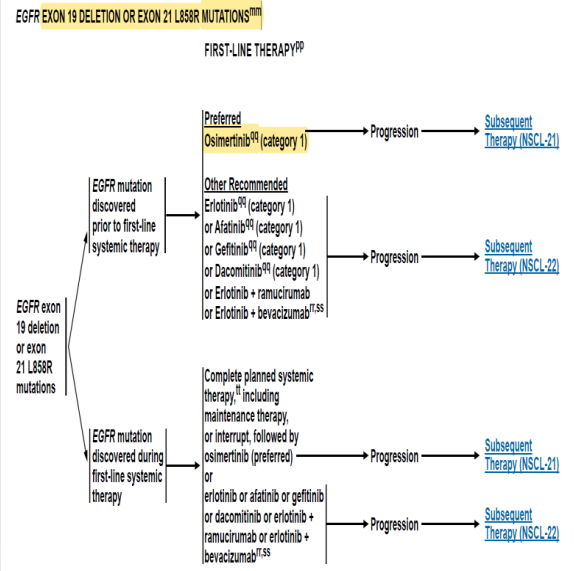 EGFR EXON 19 DELETION OR EXON 21 L858R MUTATIONSmm
FIRST-LINE THERAPYpp
EGFR exon
19 deletion
or exon
21 L858R
mutations
EGFR mutation
discovered
prior to first-line
systemic therapy
Preferred
Osimertinibqq (category 1)
Progression
Subsequent
Therapy (NSCL-21)
Other Recommended
Erlotinibqq (category 1)
or Afatinibqq (category 1)
or Gefitinibqq (category 1)
or Dacomitinibqq (category 1)
or Erlotinib + ramucirumab
or Erlotinib + bevacizumabrr,ss
Progression
Subsequent
Therapy (NSCL-22)
EGFR mutation
discovered during
first-line systemic
therapy
Complete planned systemic
therapy,tt including
maintenance therapy,
or interrupt, followed by
osimertinib (preferred)
Progression
Subsequent
Therapy (NSCL-21)
or
erlotinib or afatinib or gefitinib
or dacomitinib or erlotinib +
ramucirumab or erlotinib +
bevacizumabrr,ss
Progression
Subsequent
Therapy (NSCL-22)